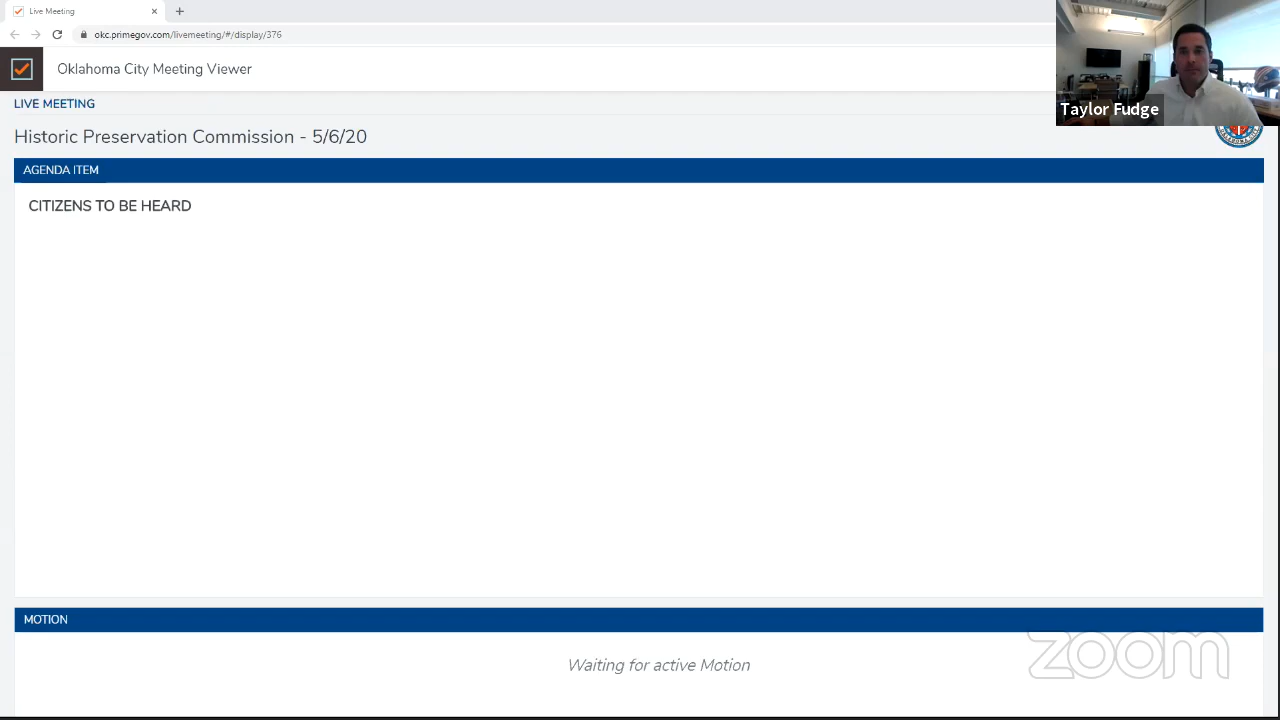 Live Meeting
okc.primegov.com/livemeeting/#/display/376
Oklahoma City Meeting Viewer
Taylor Fudge
LIVE MEETING
Historic Preservation Commission - 5/6/20
AGENDA ITEM
CITIZENS TO BE HEARD
MOTION
Waiting for active Motion
zoom